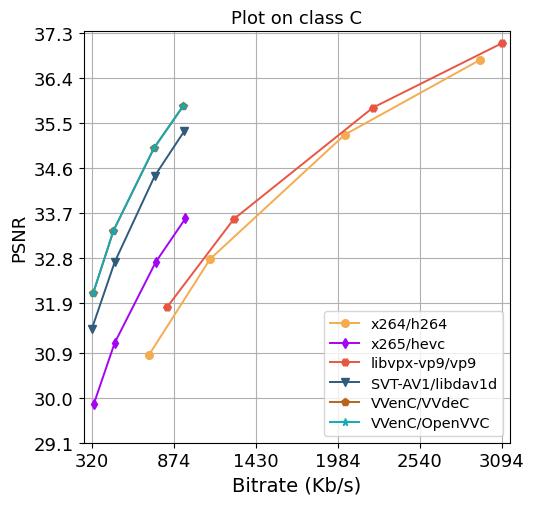 Plot on class C
PSNR
37.3
36.4
35.5
34.6
33.7
32.8
31.9
30.9
30.0
29.1
x264/h264
x265/hevc
libvpx-vp9/vp9
SVT-AV1/libdav1d
VVenC/VVdeC
VVenC/OpenVVC
320 874 1430 1984 2540 3094
Bitrate (Kb/s)